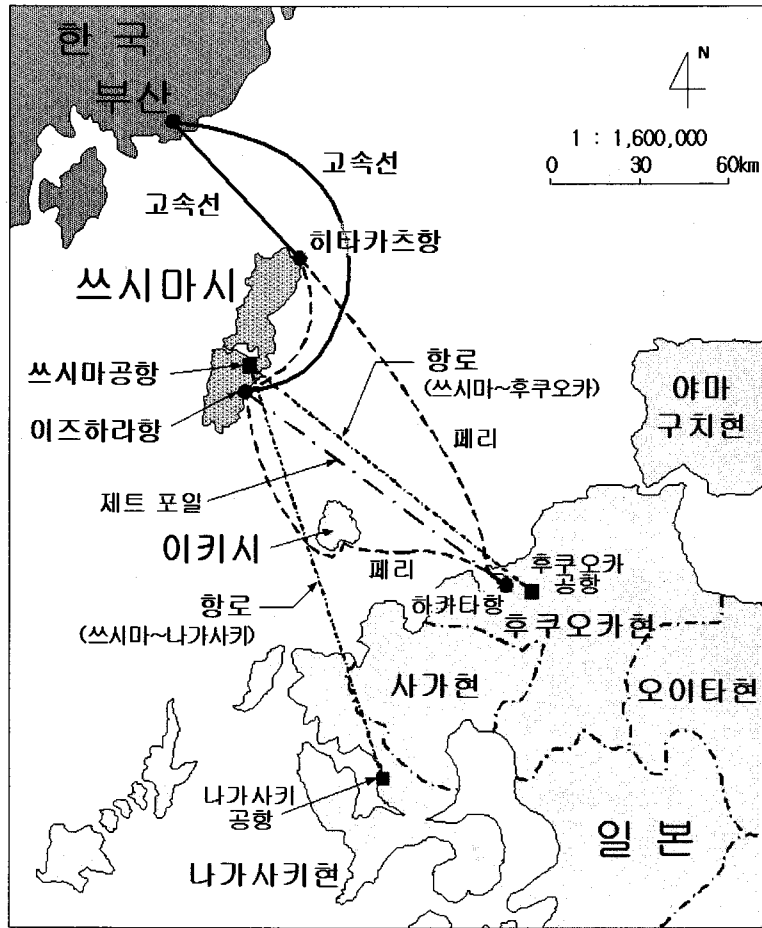 한국
부산
N
1 : 1,600,000
0 30 60km
고속선
고속선
히타카츠항
쓰시마시
쓰시마공항
항로
(쓰시마~후쿠오카)
야마
구치현
이즈하라항
페리
제트 포일
이키시
페리
후쿠오카
공항
하카타항
항로
(쓰시마~나가사키)
후쿠오카현
사가현
오이타현
나가사키
공항
일본
나가사키현